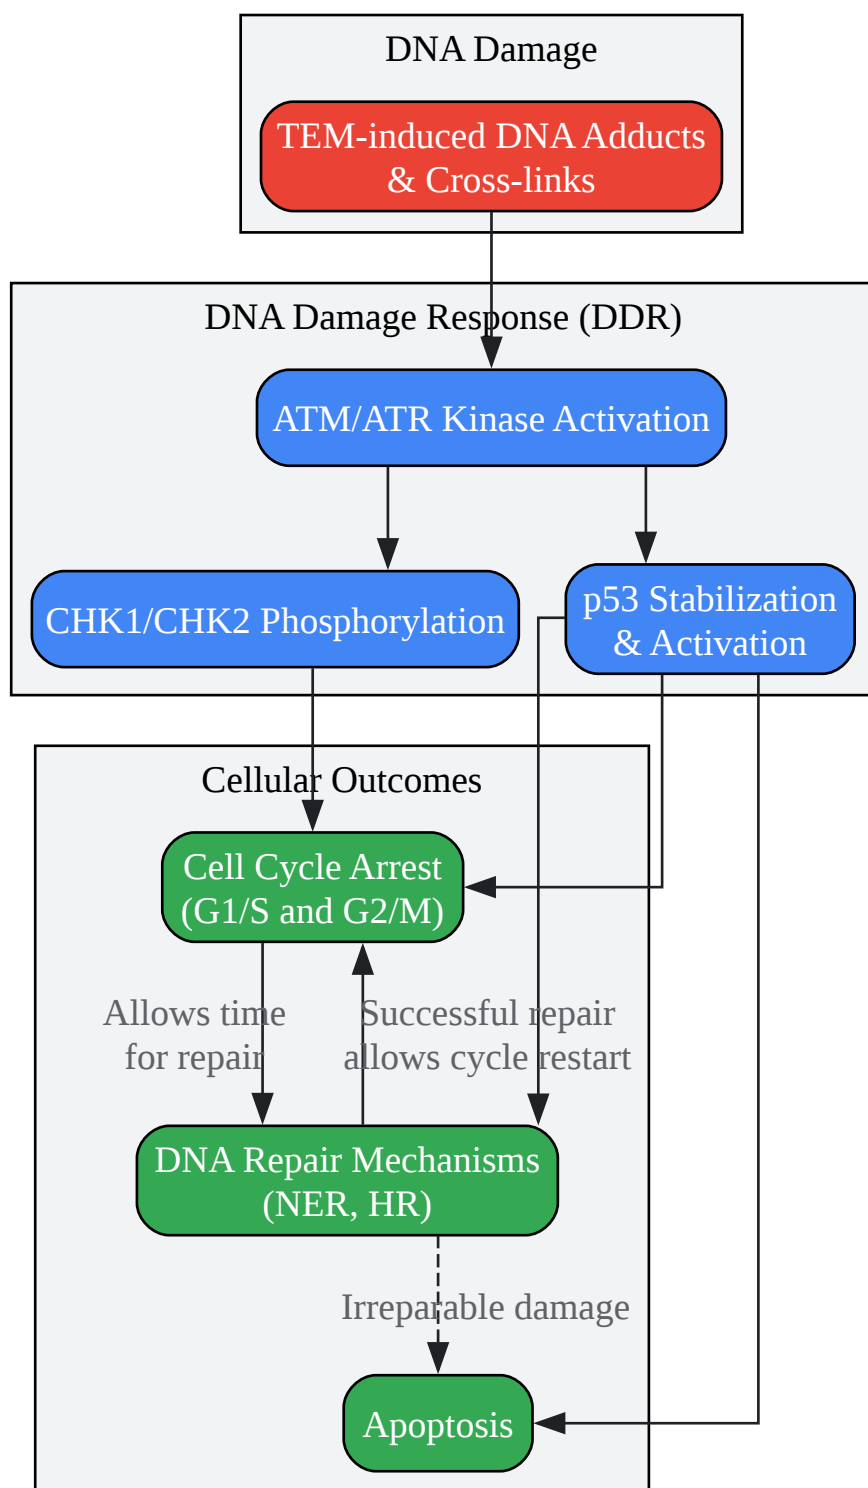 DNA Damage
TEM-induced DNA Adducts
& Cross-links
DNA Damage Response (DDR)
ATM/ATR Kinase Activation
CHK1/CHK2 Phosphorylation
p53 Stabilization
& Activation
Cellular Outcomes
Cell Cycle Arrest
(G1/S and G2/M)
Allows time
for repair
Successful repair
allows cycle restart
DNA Repair Mechanisms
(NER, HR)
Irreparable damage
Apoptosis